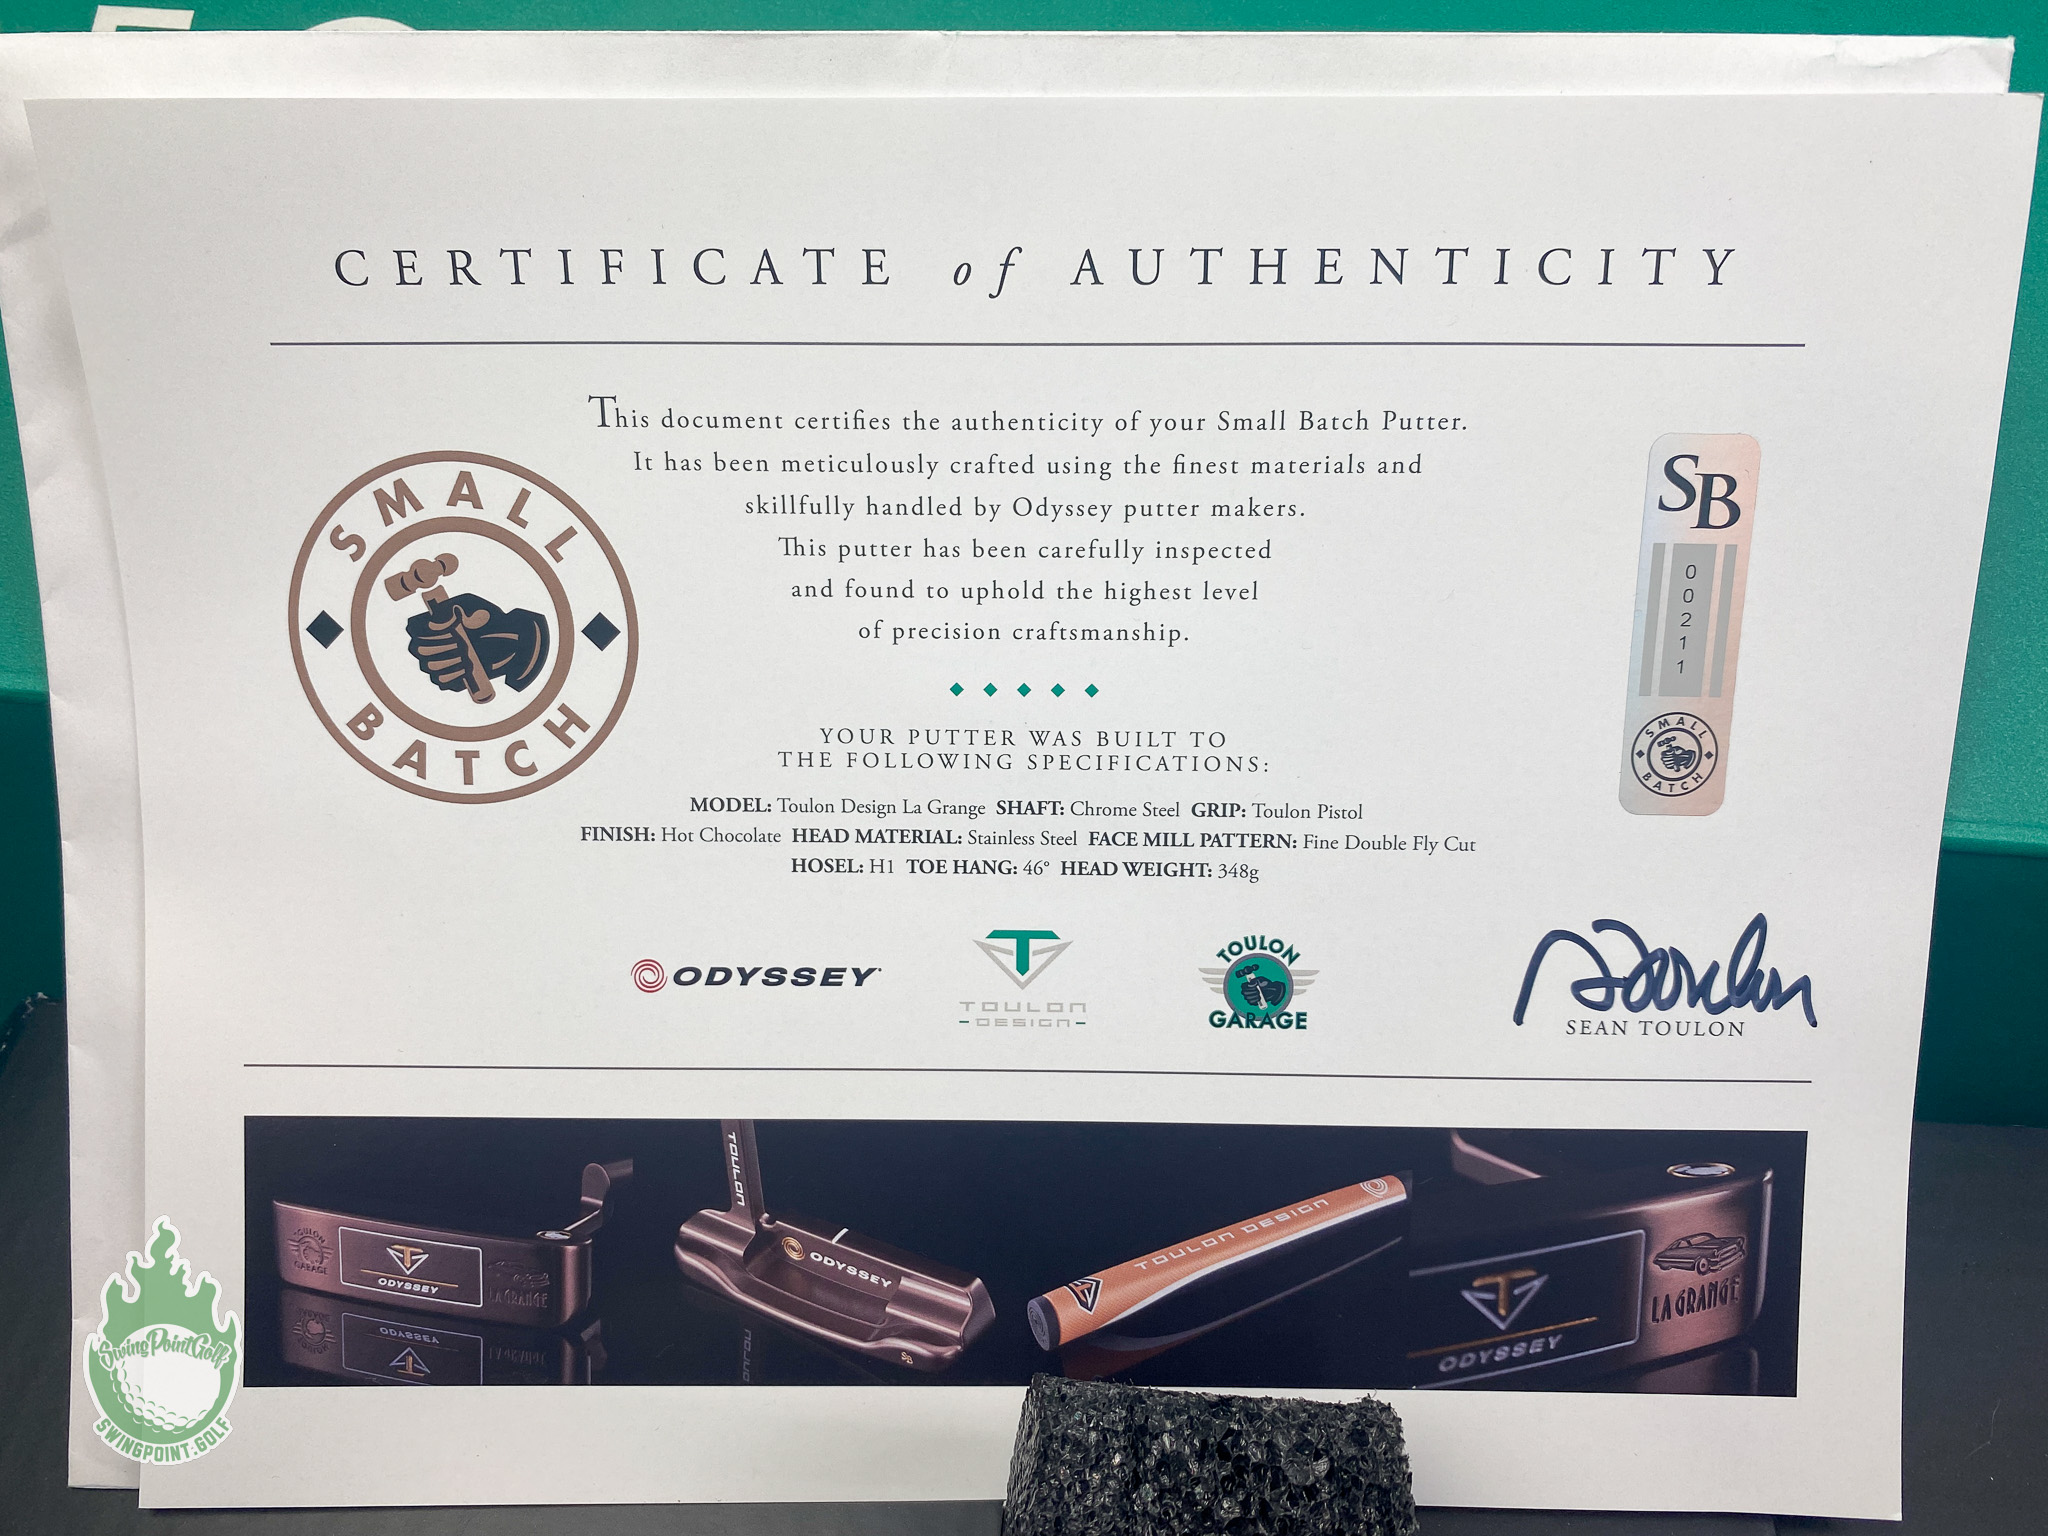 CERTIFICATE of AUTHENTICITY
This document certifies the authenticity of your Small Batch Putter.
It has been meticulously crafted using the finest materials and
skillfully handled by Odyssey putter makers.
This putter has been carefully inspected
and found to uphold the highest level
of precision craftsmanship.
SMALL
BATCH
SB
00211
SMALL
BATCH
YOUR PUTTER WAS BUILT TO
THE FOLLOWING SPECIFICATIONS:
MODEL: Toulon Design La Grange SHAFT: Chrome Steel GRIP: Toulon Pistol
FINISH: Hot Chocolate HEAD MATERIAL: Stainless Steel FACE MILL PATTERN: Fine Double Fly Cut
HOSEL: H1 TOE HANG: 46° HEAD WEIGHT: 348g
ODYSSEY
TOULON
-DESIGN-
TOULON
GARAGE
Toulon
SEAN TOULON
TOULON
GARAGE
ODYSSEY
LA GRANGE
TOULON
ODYSSEY
SB
TOULON DESIGN
ODYSSEY
LA GRANGE
SwingPointGolf
SWINGPOINT.GOLF